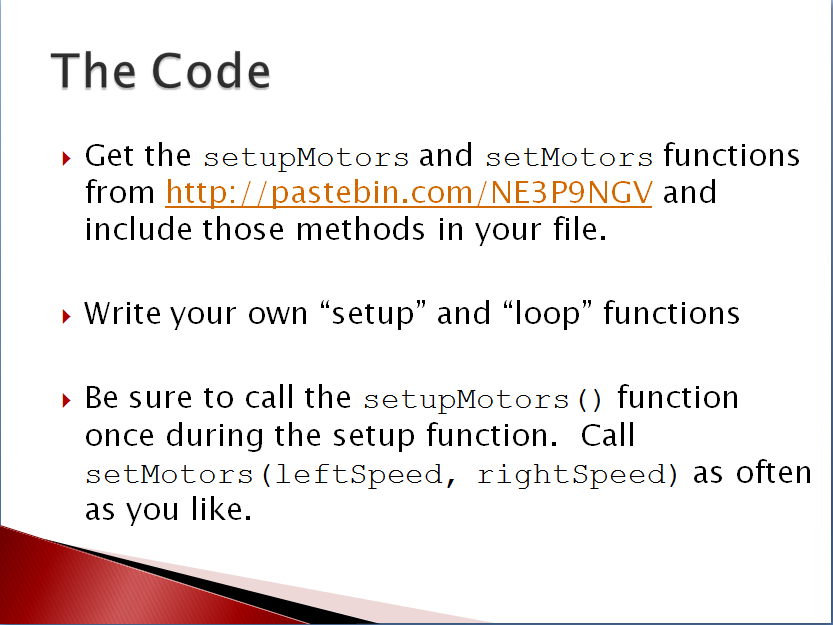 The Code
Get the setupMotors and setMotors functions
from http://pastebin.com/NE3P9NGV and
include those methods in your file.
Write your own “setup” and “loop” functions
Be sure to call the setupMotors() function
once during the setup function.  Call
setMotors(leftSpeed, rightSpeed) as often
as you like.